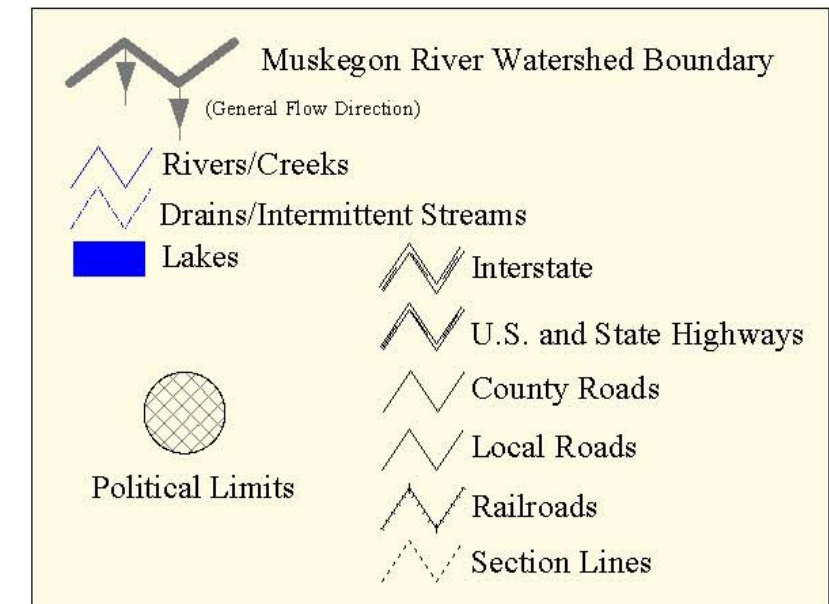 Muskegon River Watershed Boundary
(General Flow Direction)
Rivers/Creeks
Drains/Intermittent Streams
Lakes
Interstate
U.S. and State Highways
County Roads
Local Roads
Railroads
Section Lines
Political Limits